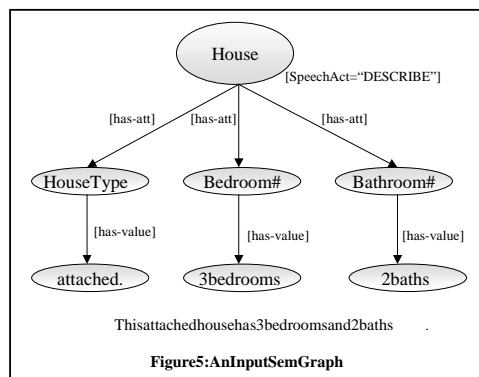 House
[SpeechAct=“DESCRIBE”]
[has-att] [has-att] [has-att]
HouseType Bedroom# Bathroom#
[has-value] [has-value] [has-value]
attached. 3bedrooms 2baths
Thisattachedhousehas3bedroomsand2baths .
Figure5:AnInputSemGraph